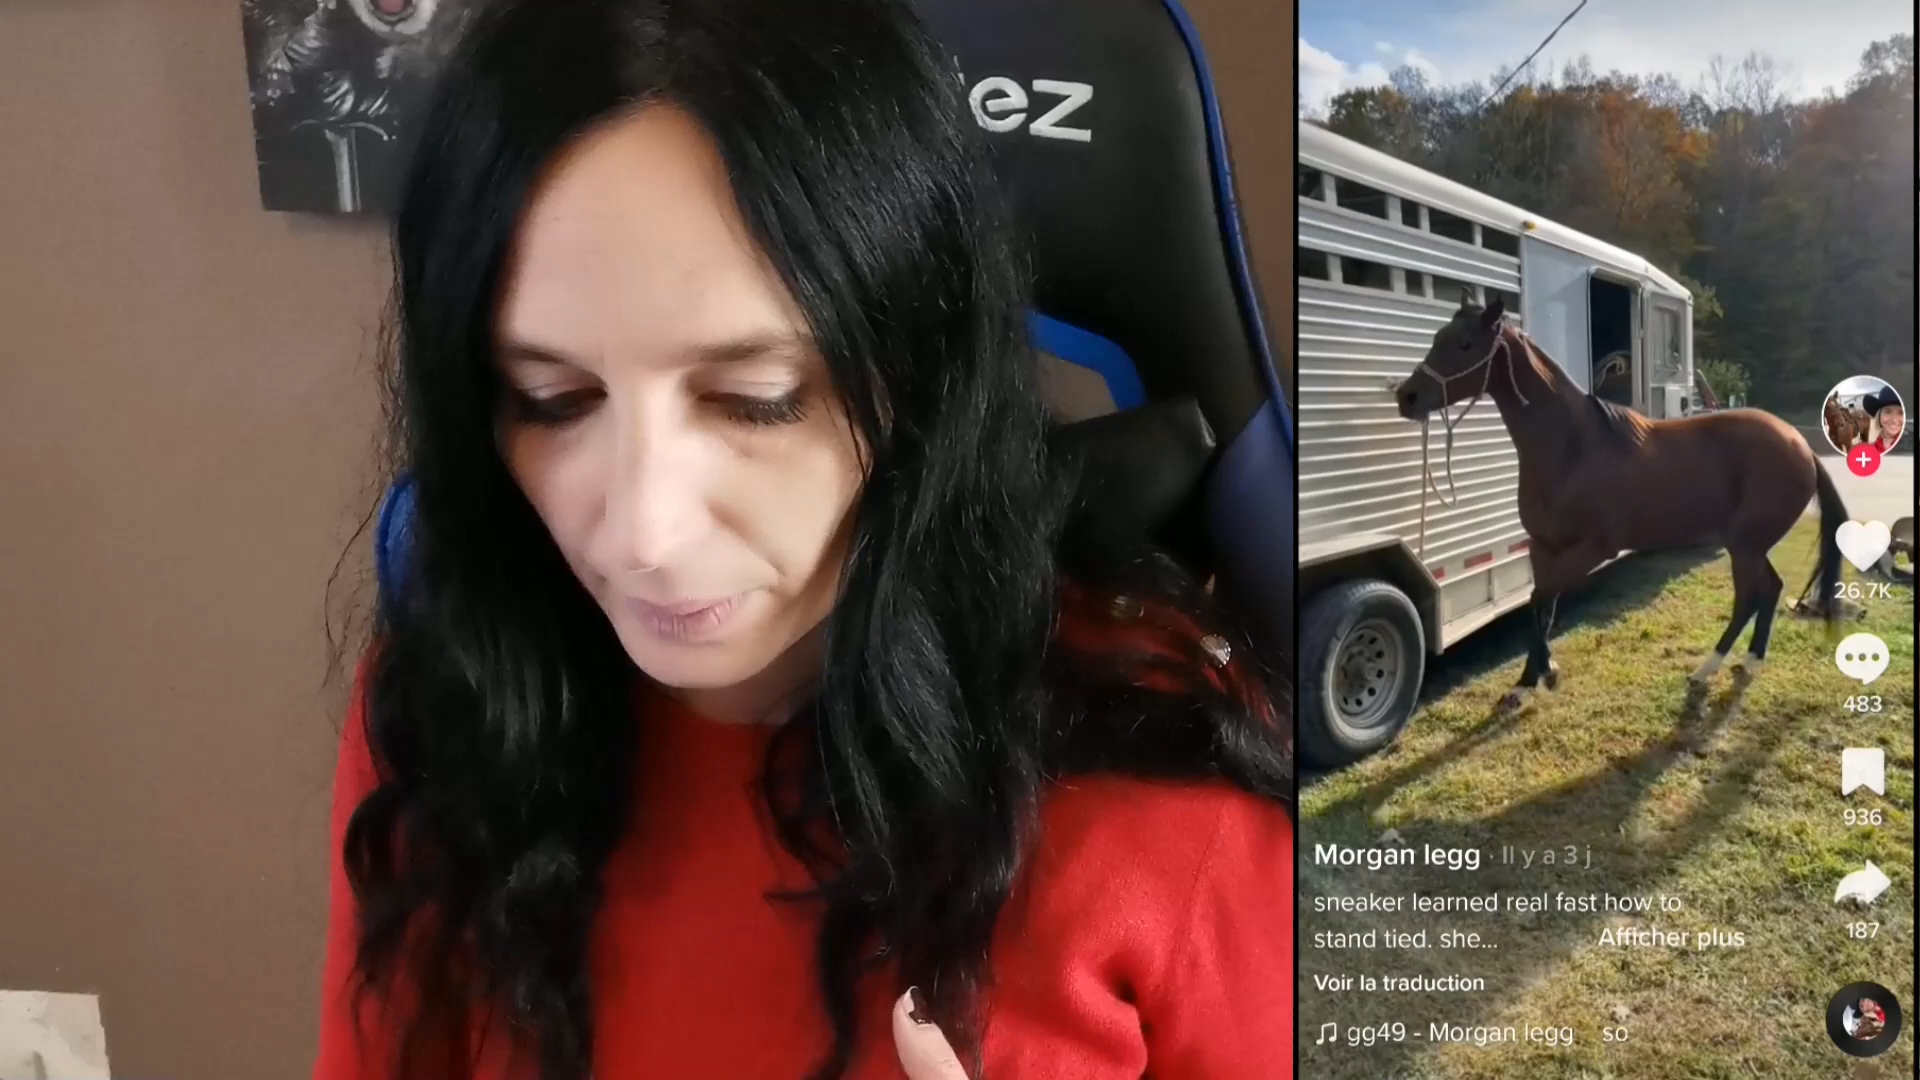 ez
26.7K
483
936
187
Morgan legg · Il y a 3 j
sneaker learned real fast how to
stand tied. she... Afficher plus
Voir la traduction
gg49 - Morgan legg so